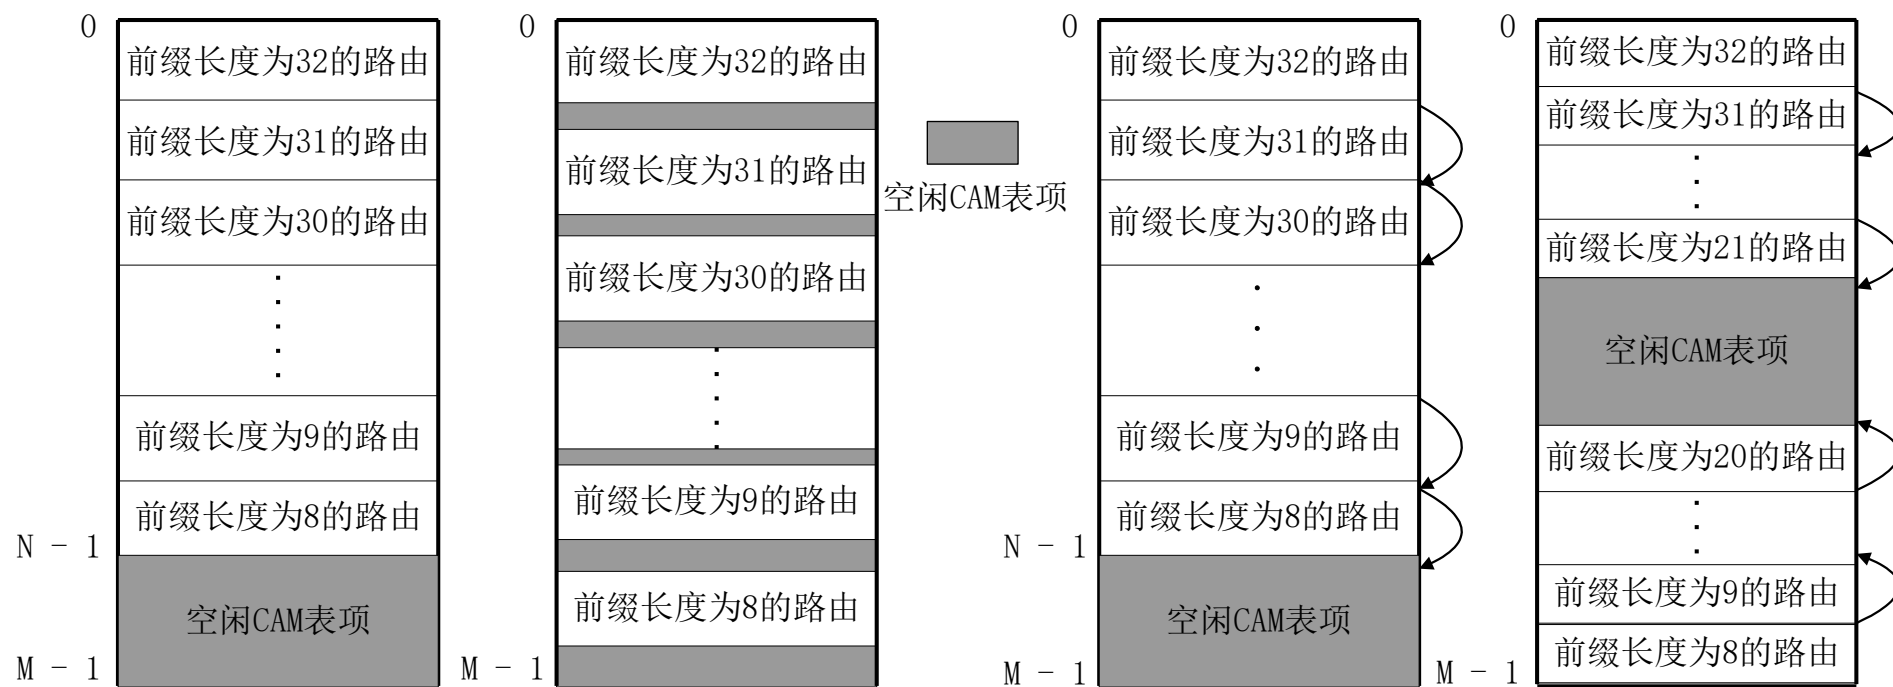 0
前缀长度为32的路由
前缀长度为31的路由
前缀长度为30的路由
前缀长度为9的路由
前缀长度为8的路由
N - 1
空闲CAM表项
M - 1
0
前缀长度为32的路由
前缀长度为31的路由
前缀长度为30的路由
前缀长度为9的路由
前缀长度为8的路由
M - 1
空闲CAM表项
0
前缀长度为32的路由
前缀长度为31的路由
前缀长度为30的路由
前缀长度为9的路由
前缀长度为8的路由
N - 1
空闲CAM表项
M - 1
0
前缀长度为32的路由
前缀长度为31的路由
前缀长度为21的路由
空闲CAM表项
前缀长度为20的路由
前缀长度为9的路由
前缀长度为8的路由
M - 1